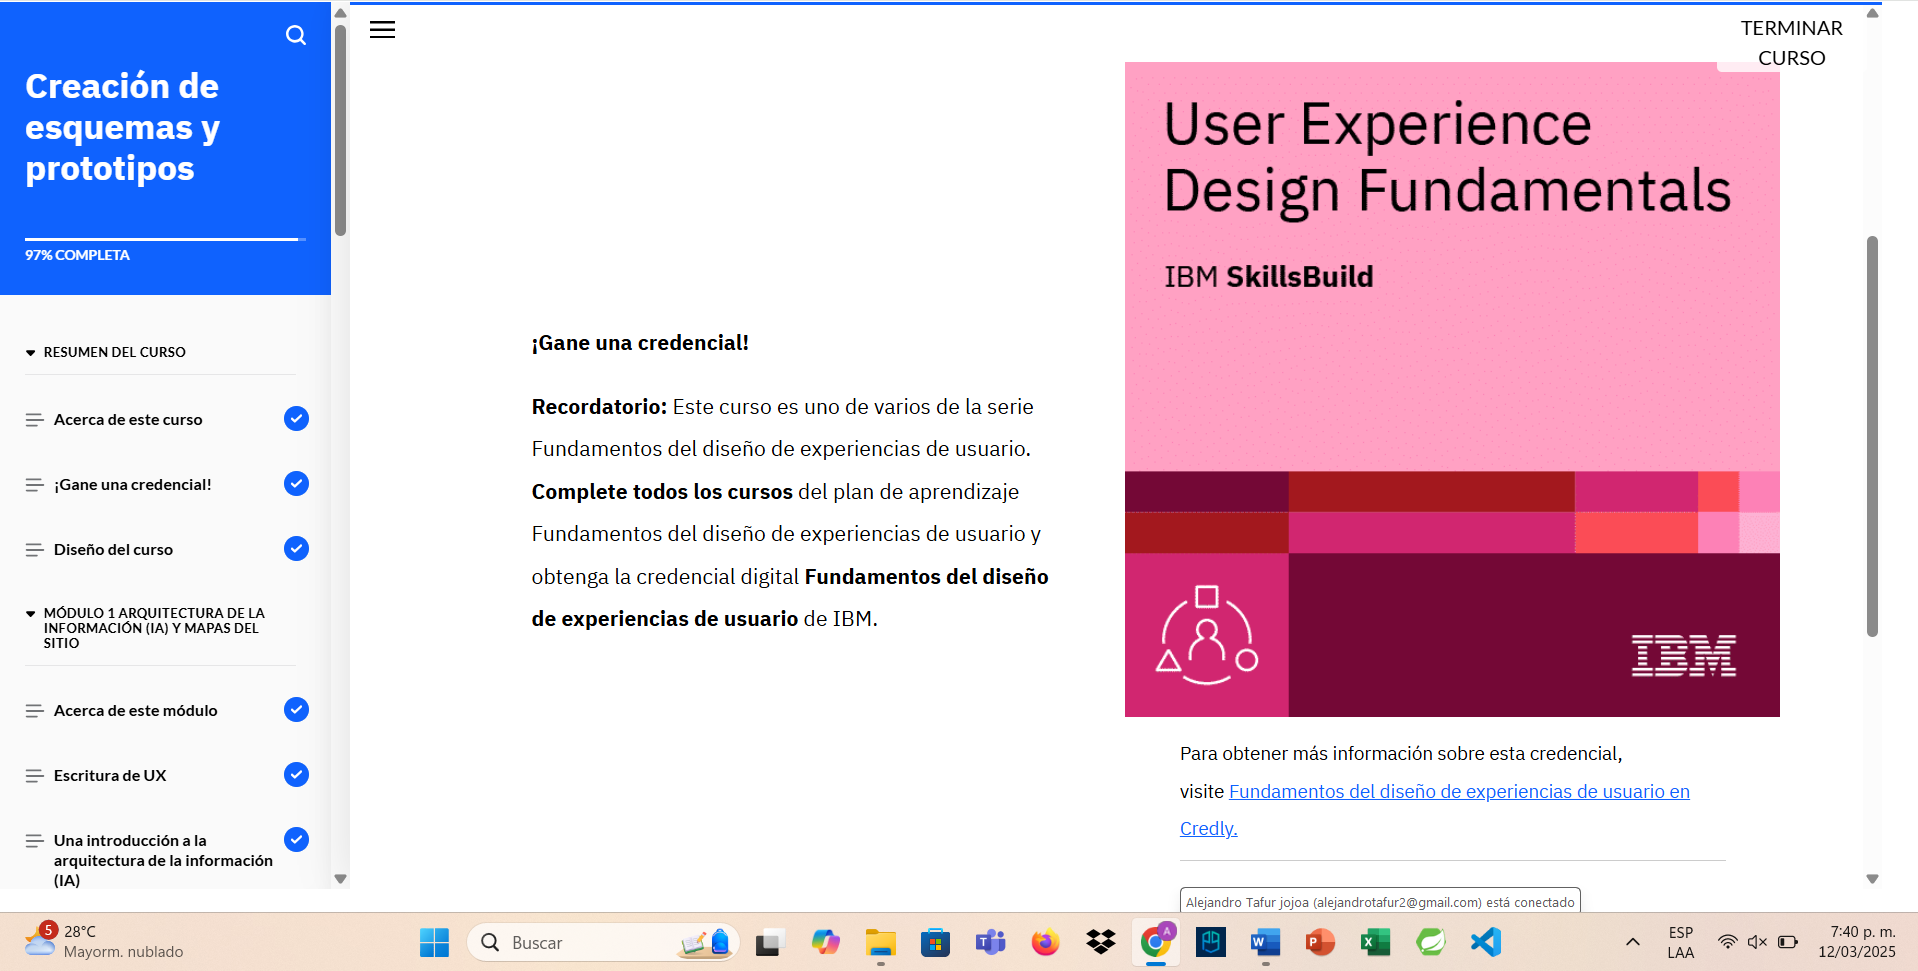 Creación de
esquemas y
prototipos
97% COMPLETA
RESUMEN DEL CURSO
Acerca de este curso
¡Gane una credencial!
Diseño del curso
MÓDULO 1 ARQUITECTURA DE LA
INFORMACIÓN (IA) Y MAPAS DEL
SITIO
Acerca de este módulo
Escritura de UX
Una introducción a la
arquitectura de la información
(IA)
TERMINAR
CURSO
¡Gane una credencial!
Recordatorio: Este curso es uno de varios de la serie
Fundamentos del diseño de experiencias de usuario.
Complete todos los cursos del plan de aprendizaje
Fundamentos del diseño de experiencias de usuario y
obtenga la credencial digital Fundamentos del diseño
de experiencias de usuario de IBM.
User Experience
Design Fundamentals
IBM SkillsBuild
IBM
Para obtener más información sobre esta credencial,
visite Fundamentos del diseño de experiencias de usuario en
Credly.
Alejandro Tafur jojoa (alejandrotafur2@gmail.com) está conectado
5
28°C
Mayorm. nublado
Buscar
A
ESP
LAA
7:40 p. m.
12/03/2025